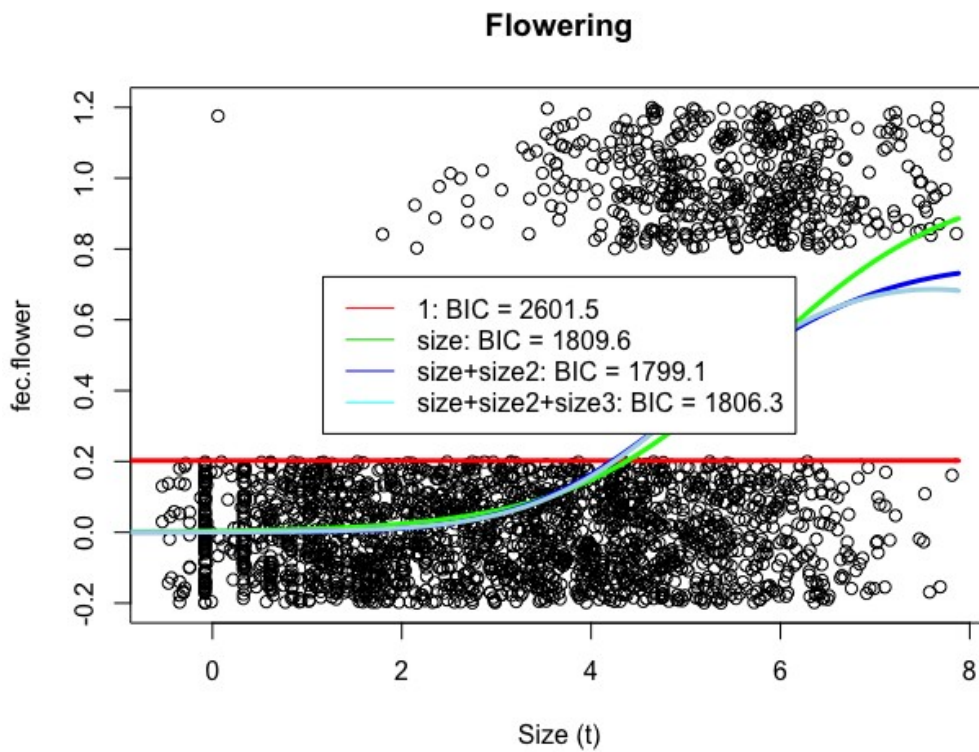 Flowering
1.2
1.0
0.8
0.6
0.4
0.2
0.0
-0.2
fec.flower
1: BIC = 2601.5
size: BIC = 1809.6
size+size2: BIC = 1799.1
size+size2+size3: BIC = 1806.3
0 2 4 6 8
Size (t)